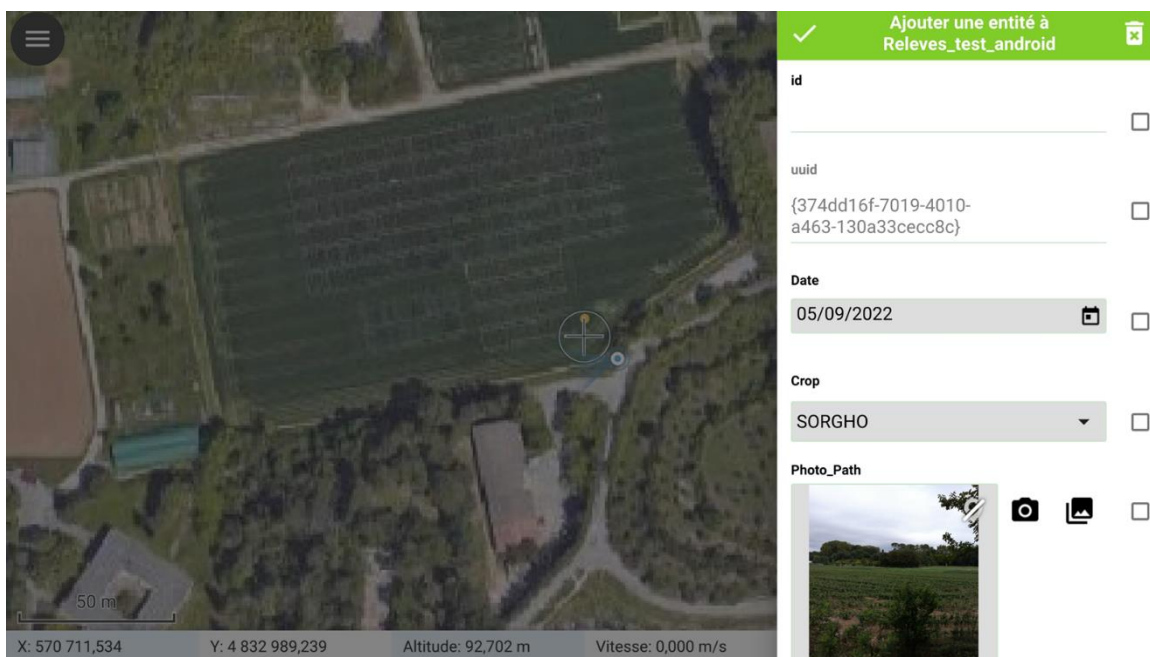 Ajouter une entité à
Releves_test_android
id
uuid
{374dd16f-7019-4010-
a463-130a33cecc8c}
Date
05/09/2022
Crop
SORGHO
Photo_Path
50 m
X: 570 711,534 Y: 4 832 989,239 Altitude: 92,702 m Vitesse: 0,000 m/s